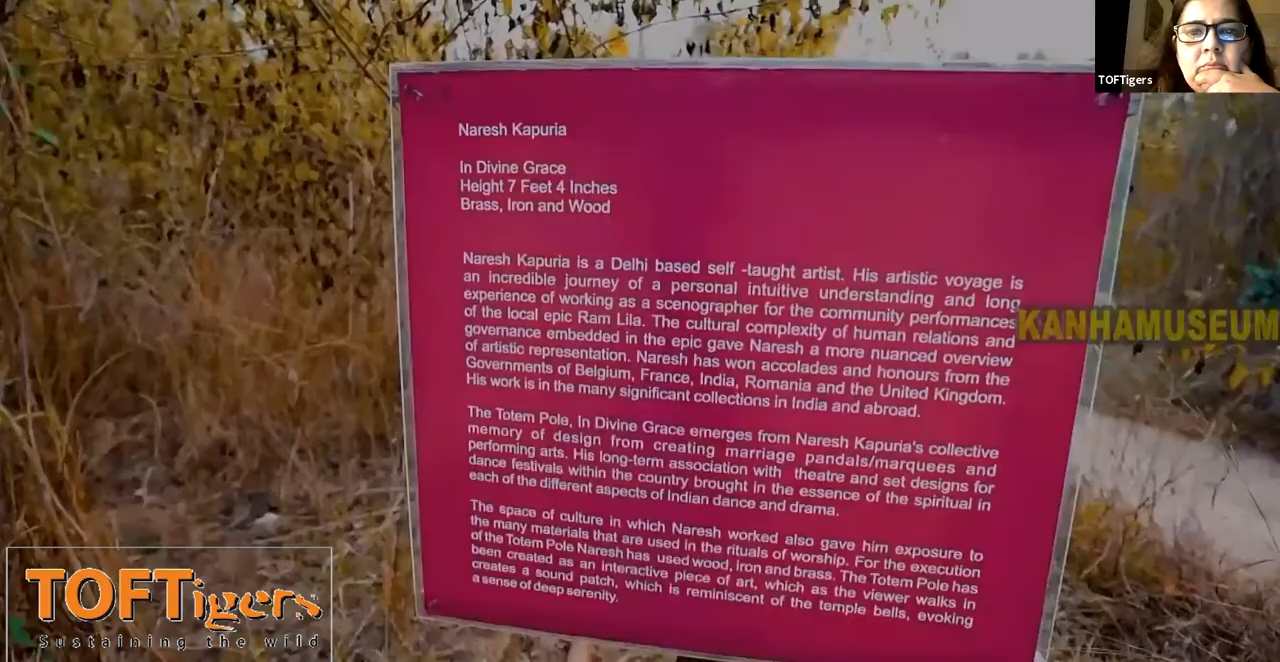 TOFTigers
Naresh Kapuria
In Divine Grace
Height 7 Feet 4 Inches
Brass, Iron and Wood
Naresh Kapuria is a Delhi based self -taught artist. His artistic voyage is
an incredible journey of a personal intuitive understanding and long
experience of working as a scenographer for the community performances
of the local epic Ram Lila. The cultural complexity of human relations and
governance embedded in the epic gave Naresh a more nuanced overview
of artistic representation. Naresh has won accolades and honours from the
Governments of Belgium, France, India, Romania and the United Kingdom.
His work is in the many significant collections in India and abroad.
KANHAMUSEUM
The Totem Pole, In Divine Grace emerges from Naresh Kapuria's collective
memory of design from creating marriage pandals/marquees and
performing arts. His long-term association with theatre and set designs for
dance festivals within the country brought in the essence of the spiritual in
each of the different aspects of Indian dance and drama.
The space of culture in which Naresh worked also gave him exposure to
the many materials that are used in the rituals of worship. For the execution
of the Totem Pole Naresh has used wood, iron and brass. The Totem Pole has
been created as an interactive piece of art, which as the viewer walks in
creates a sound patch, which is reminiscent of the temple bells, evoking
a sense of deep serenity.
TOFTigers
Sustaining the wild